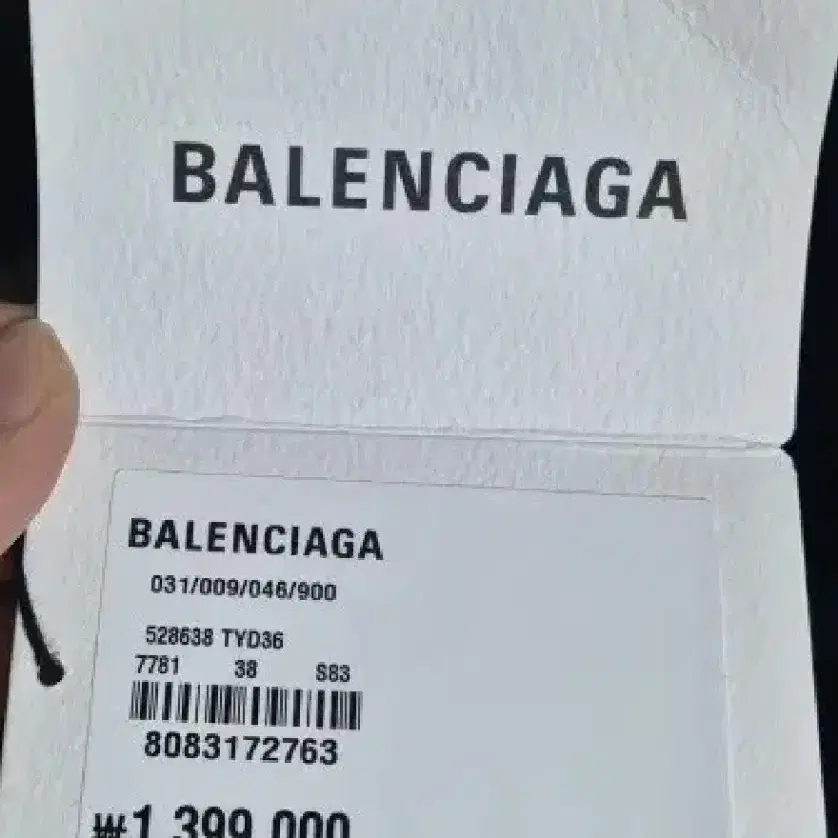 BALENCIAGA
BALENCIAGA
031/009/046/900
528638 TYD36
7781 38 S83
8083172763
₩1,399,000